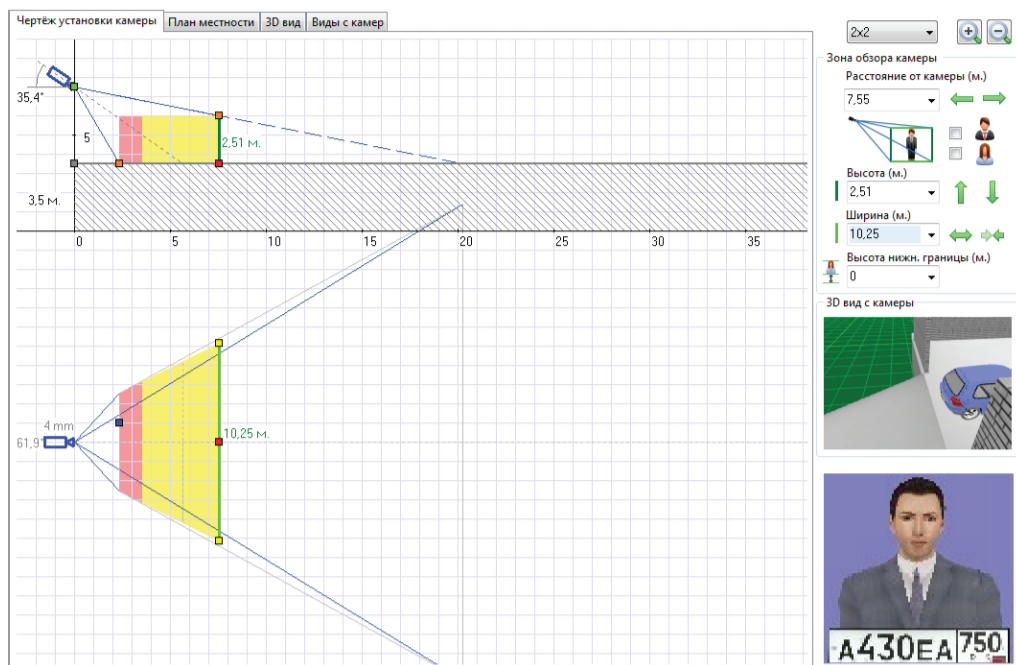 Чертёж установки камеры
План местности
3D вид
Виды с камер
35,4°
5
2,51 м.
3,5 м.
0 5 10 15 20 25 30 35
4 mm
61,9°
10,25 м.
2x2
Зона обзора камеры
Расстояние от камеры (м.)
7,55
Высота (м.)
2,51
Ширина (м.)
10,25
Высота нижн. границы (м.)
0
3D вид с камеры
А430ЕА 750